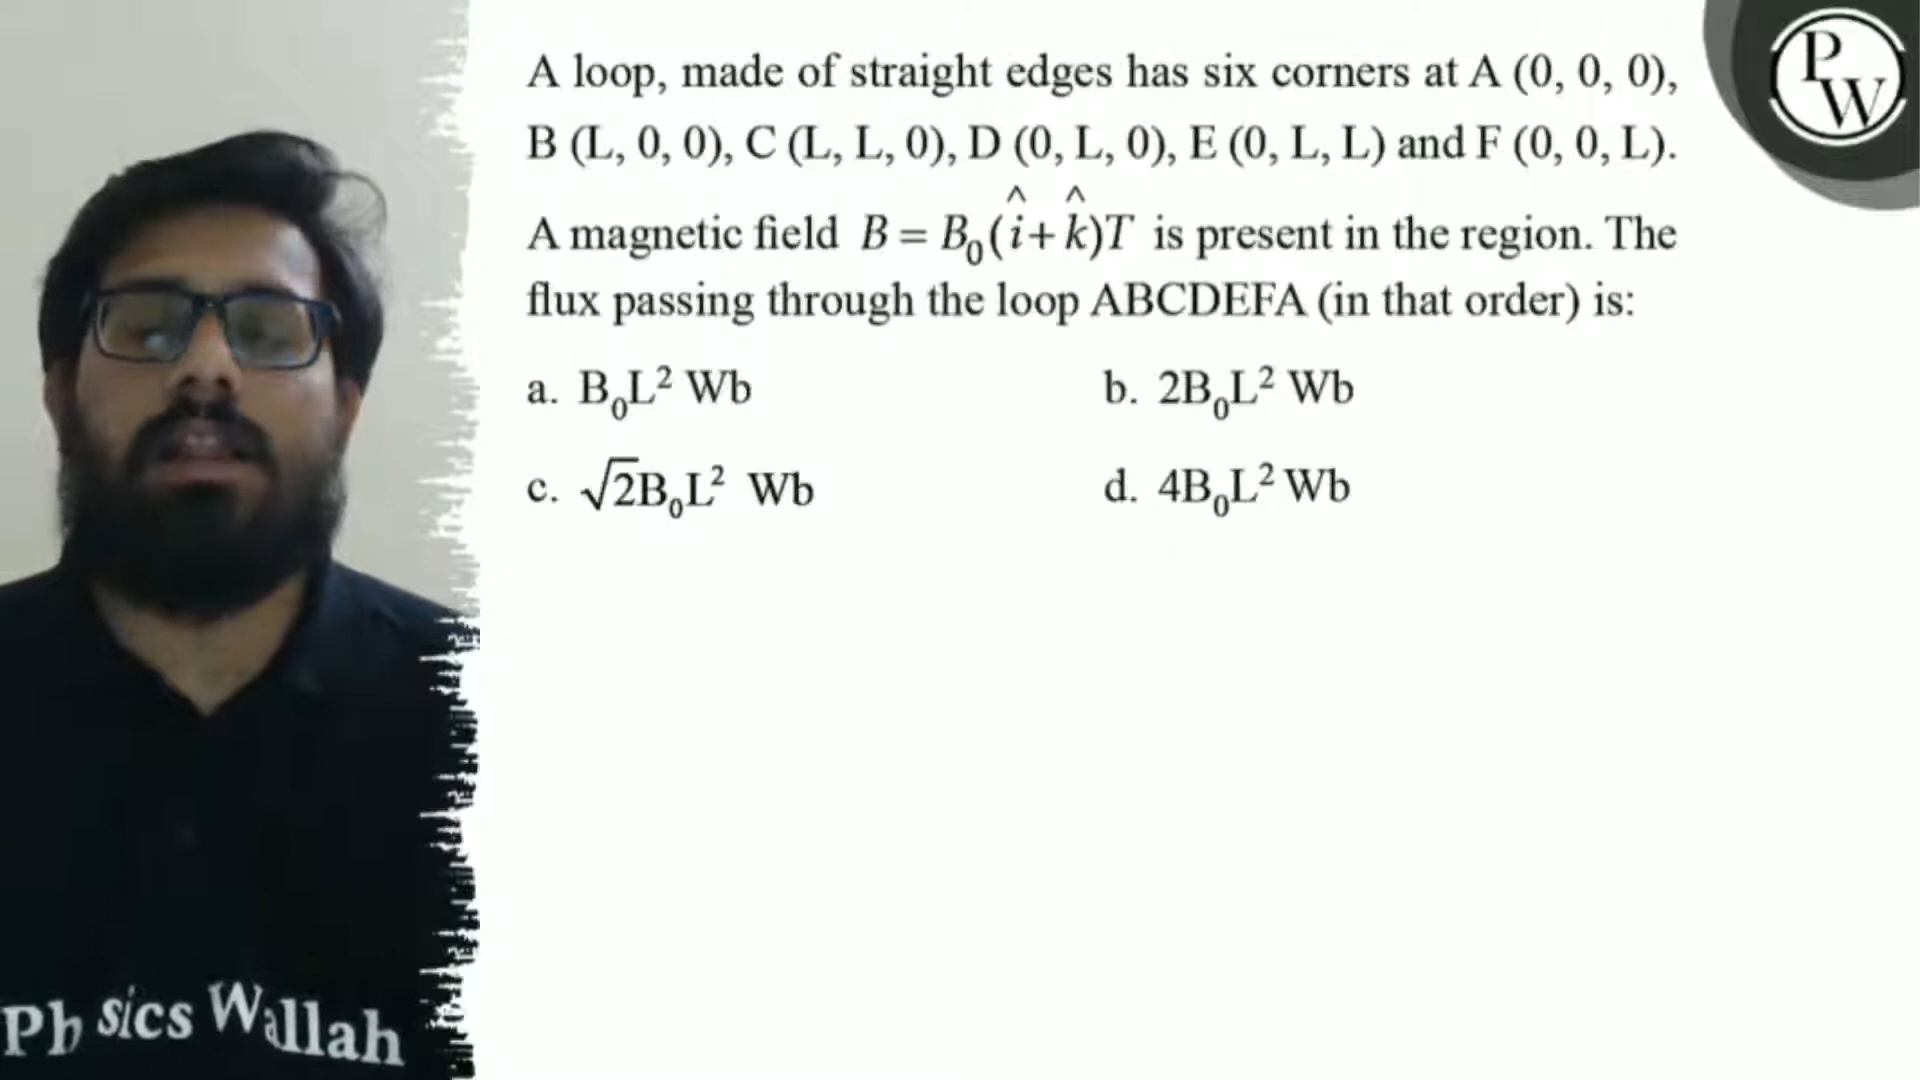 A loop, made of straight edges has six corners at A (0, 0, 0),
B (L, 0, 0), C (L, L, 0), D (0, L, 0), E (0, L, L) and F (0, 0, L).
A magnetic field B = B₀(î + k̂)T is present in the region. The
flux passing through the loop ABCDEFA (in that order) is:
a. B₀L² Wb
b. 2B₀L² Wb
c. √2B₀L² Wb
d. 4B₀L² Wb
PW
Ph sics Wallah